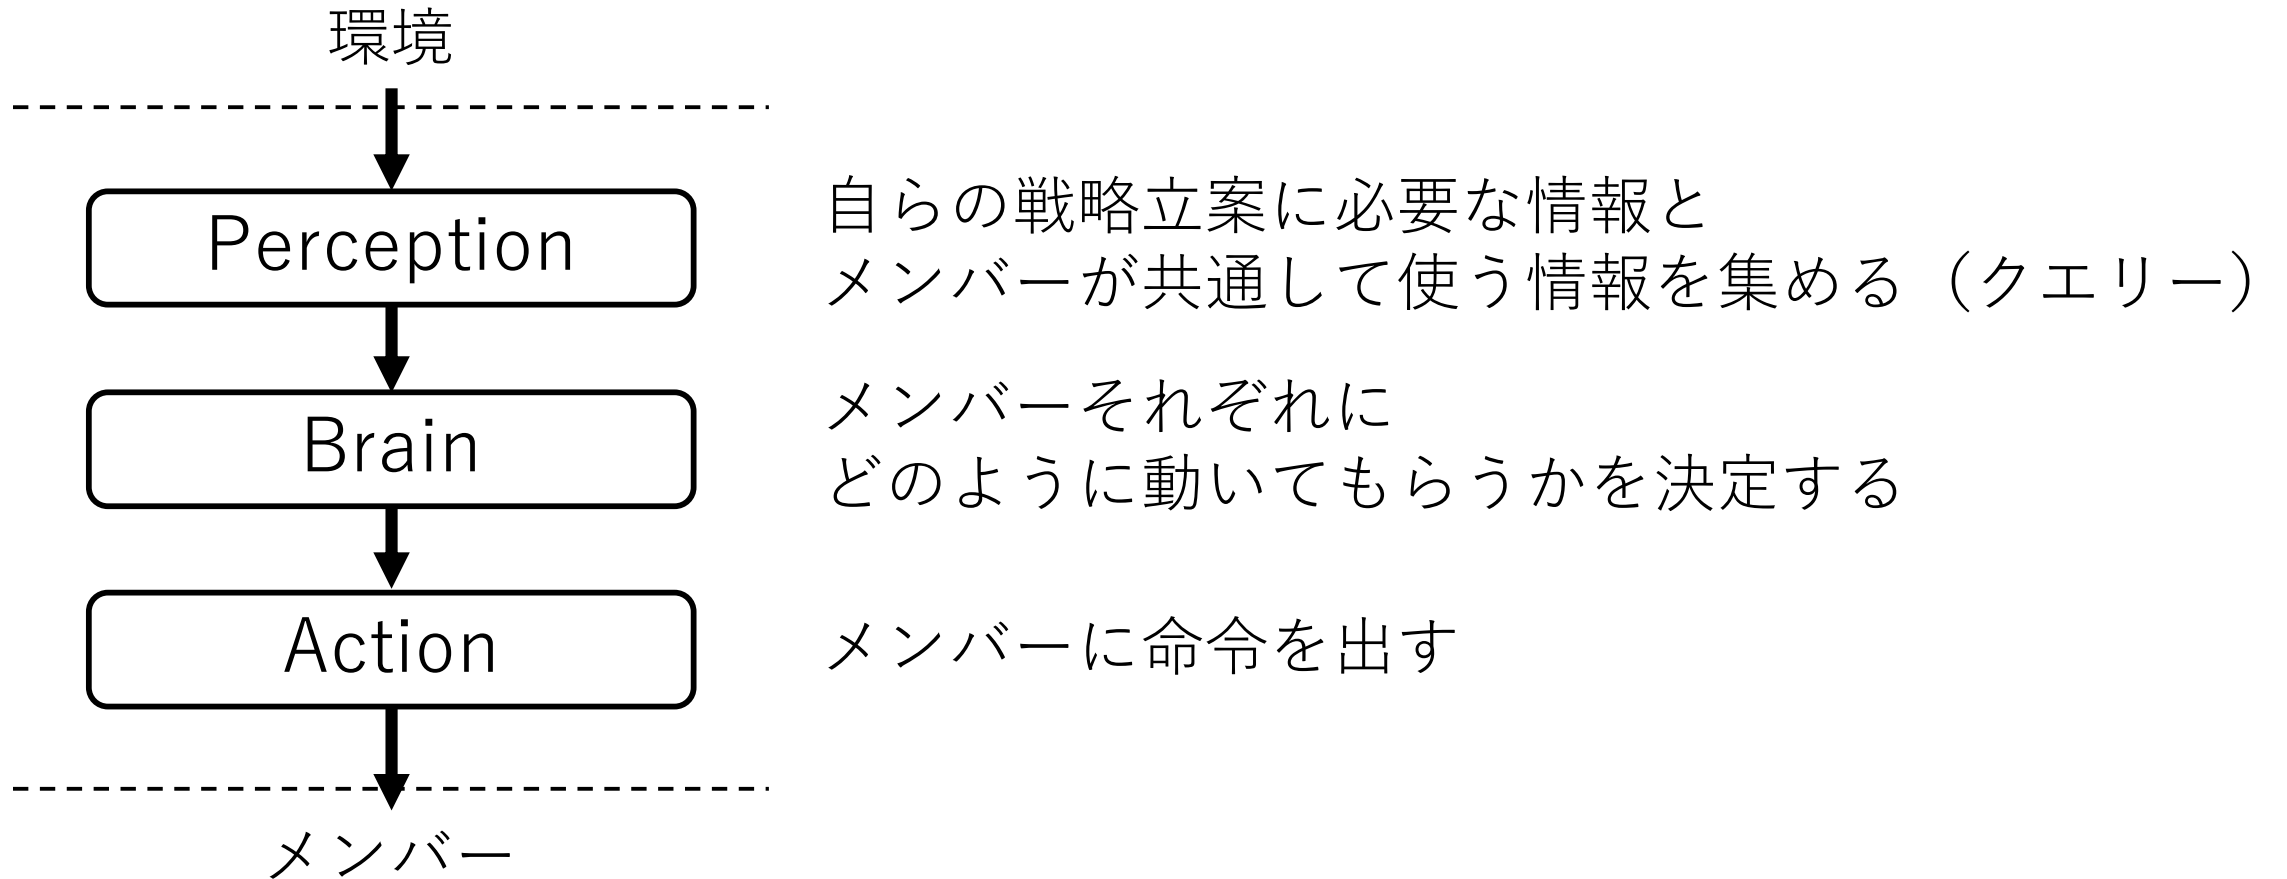 環境
Perception
自らの戦略立案に必要な情報と
メンバーが共通して使う情報を集める（クエリー）
Brain
メンバーそれぞれに
どのように動いてもらうかを決定する
Action
メンバーに命令を出す
メンバー